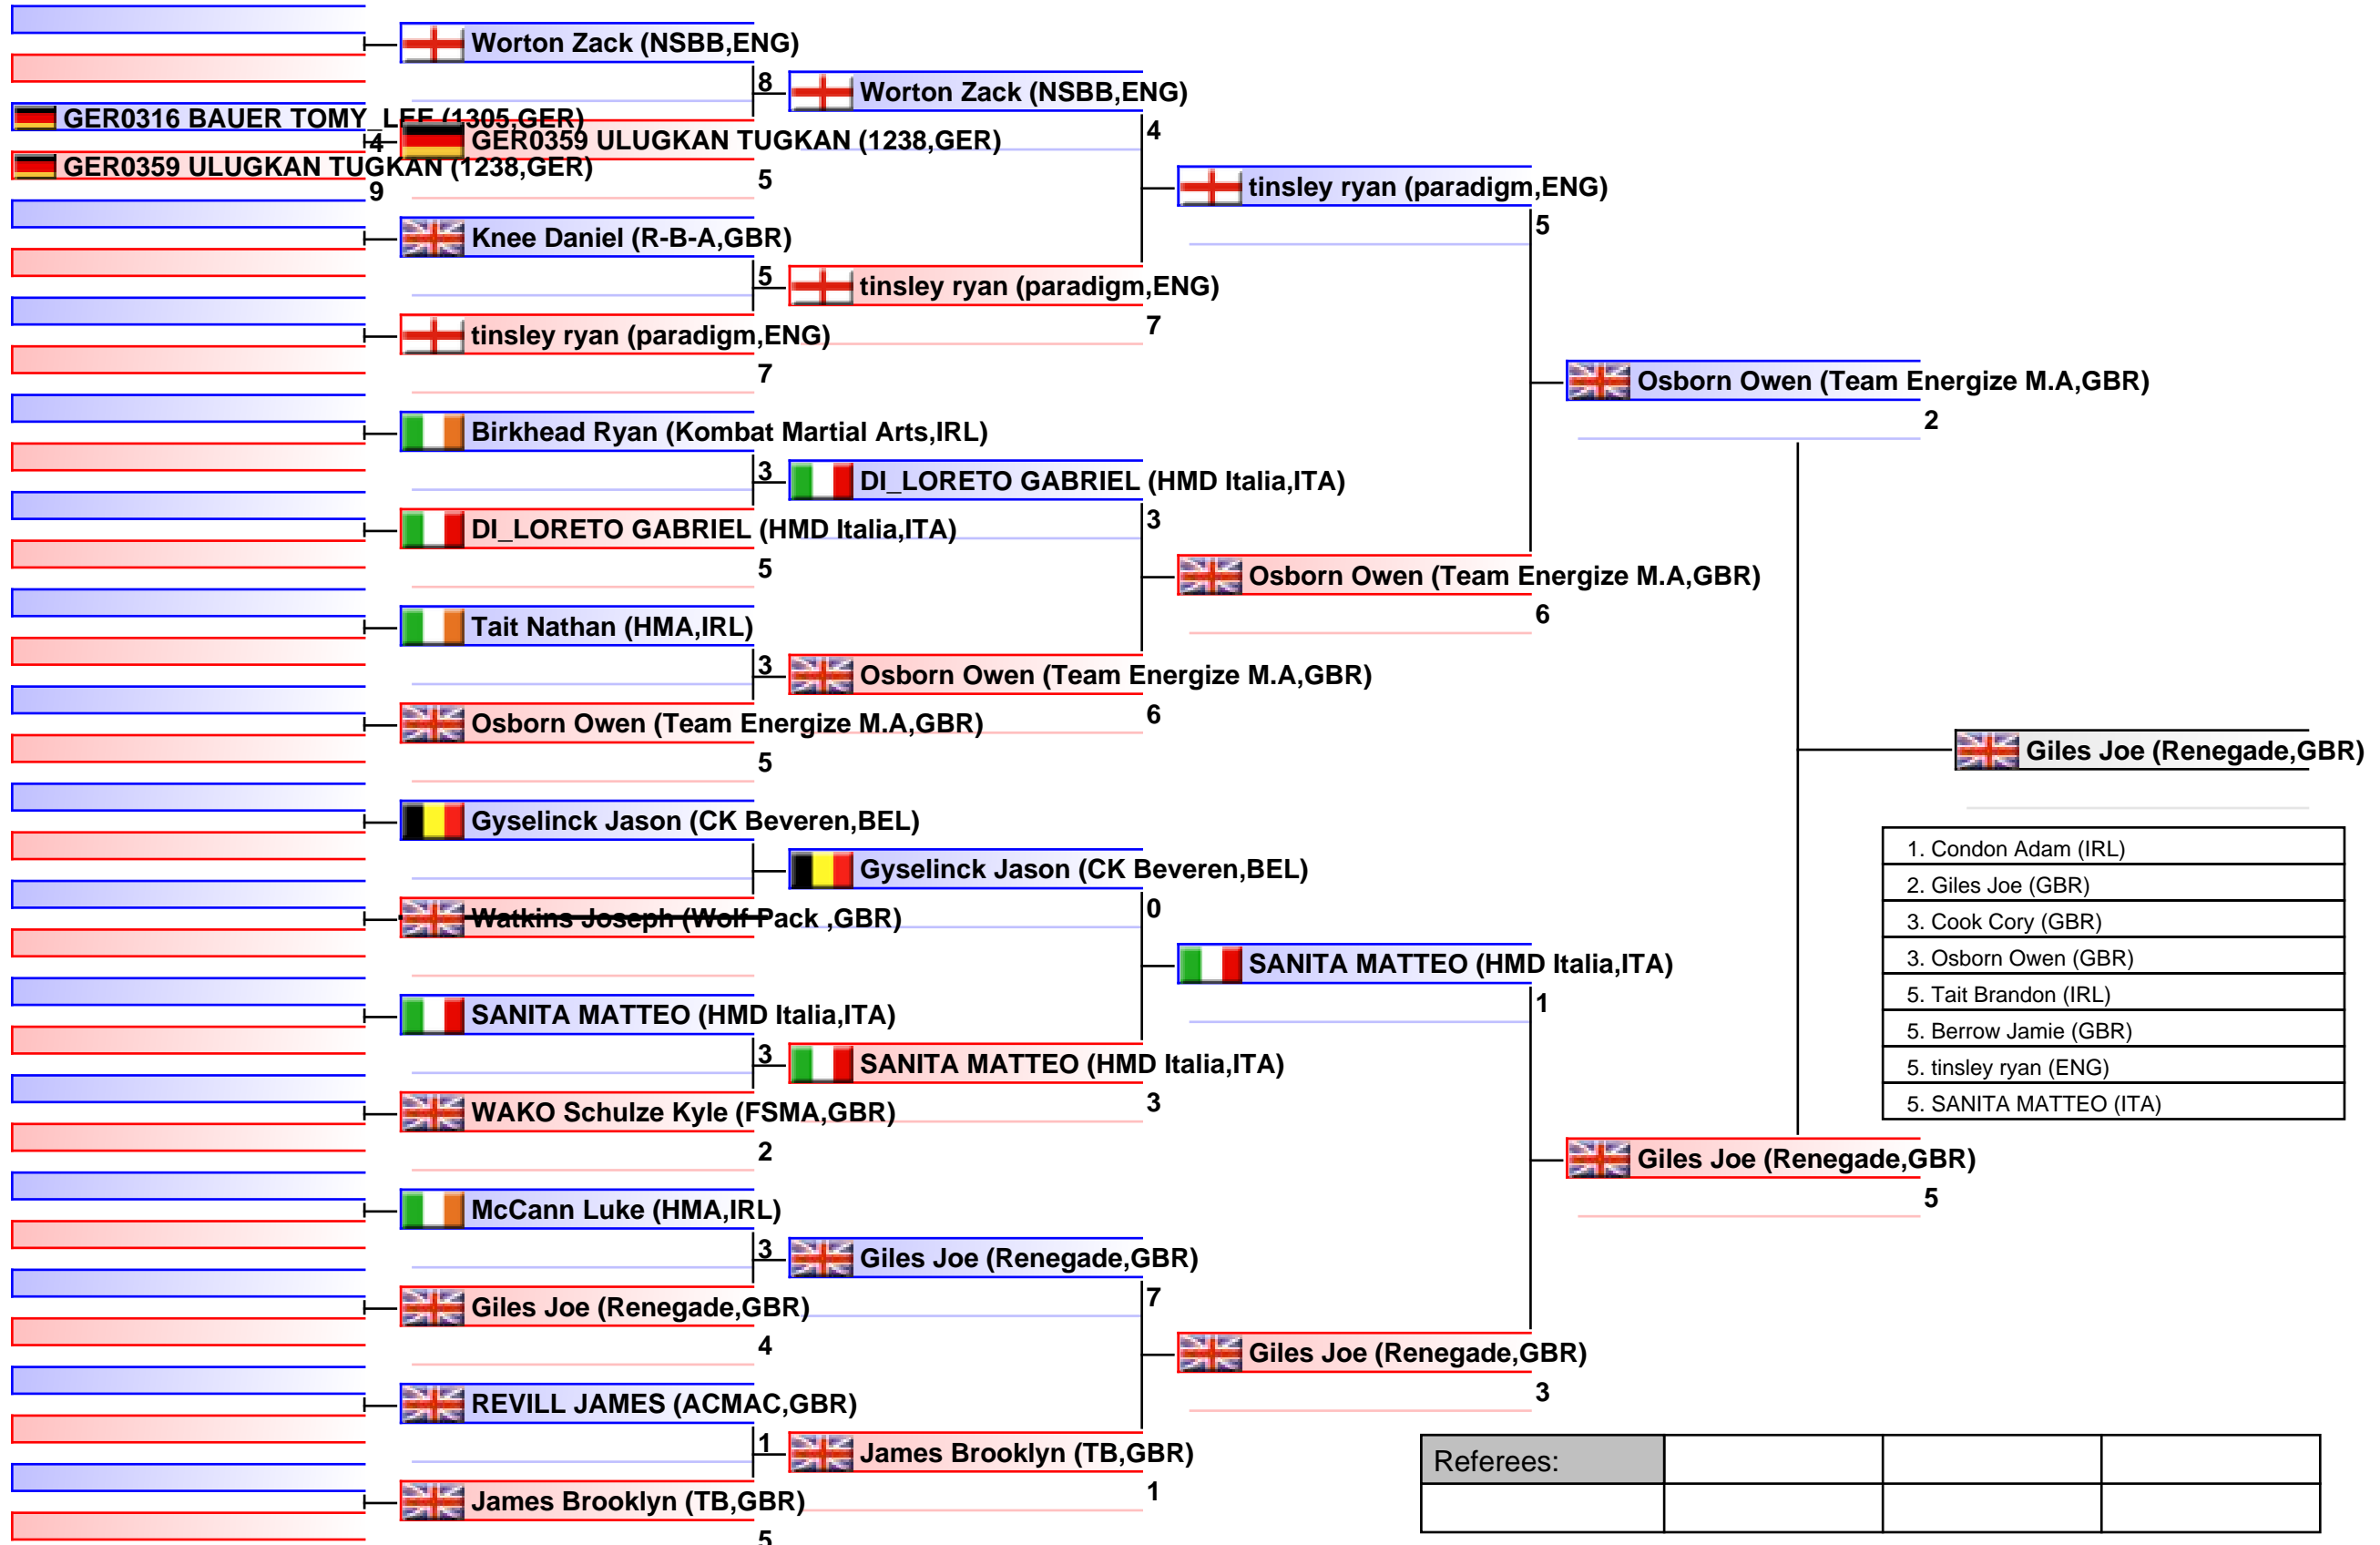 GER0316 BAUER TOMY_LEE (1305,GER)
4
GER0359 ULUGKAN TUGKAN (1238,GER)
9
Worton Zack (NSBB,ENG)
8
GER0359 ULUGKAN TUGKAN (1238,GER)
5
Knee Daniel (R-B-A,GBR)
5
tinsley ryan (paradigm,ENG)
7
Birkhead Ryan (Kombat Martial Arts,IRL)
3
DI_LORETO GABRIEL (HMD Italia,ITA)
5
Tait Nathan (HMA,IRL)
3
Osborn Owen (Team Energize M.A,GBR)
5
Gyselinck Jason (CK Beveren,BEL)
Watkins Joseph (Wolf Pack ,GBR)
SANITA MATTEO (HMD Italia,ITA)
3
WAKO Schulze Kyle (FSMA,GBR)
2
McCann Luke (HMA,IRL)
3
Giles Joe (Renegade,GBR)
4
REVILL JAMES (ACMAC,GBR)
1
James Brooklyn (TB,GBR)
5
Worton Zack (NSBB,ENG)
4
tinsley ryan (paradigm,ENG)
7
DI_LORETO GABRIEL (HMD Italia,ITA)
3
Osborn Owen (Team Energize M.A,GBR)
6
Gyselinck Jason (CK Beveren,BEL)
0
SANITA MATTEO (HMD Italia,ITA)
3
Giles Joe (Renegade,GBR)
7
James Brooklyn (TB,GBR)
1
tinsley ryan (paradigm,ENG)
5
Osborn Owen (Team Energize M.A,GBR)
6
SANITA MATTEO (HMD Italia,ITA)
1
Giles Joe (Renegade,GBR)
3
Osborn Owen (Team Energize M.A,GBR)
2
Giles Joe (Renegade,GBR)
5
Giles Joe (Renegade,GBR)
1. Condon Adam (IRL)
2. Giles Joe (GBR)
3. Cook Cory (GBR)
3. Osborn Owen (GBR)
5. Tait Brandon (IRL)
5. Berrow Jamie (GBR)
5. tinsley ryan (ENG)
5. SANITA MATTEO (ITA)
Referees: